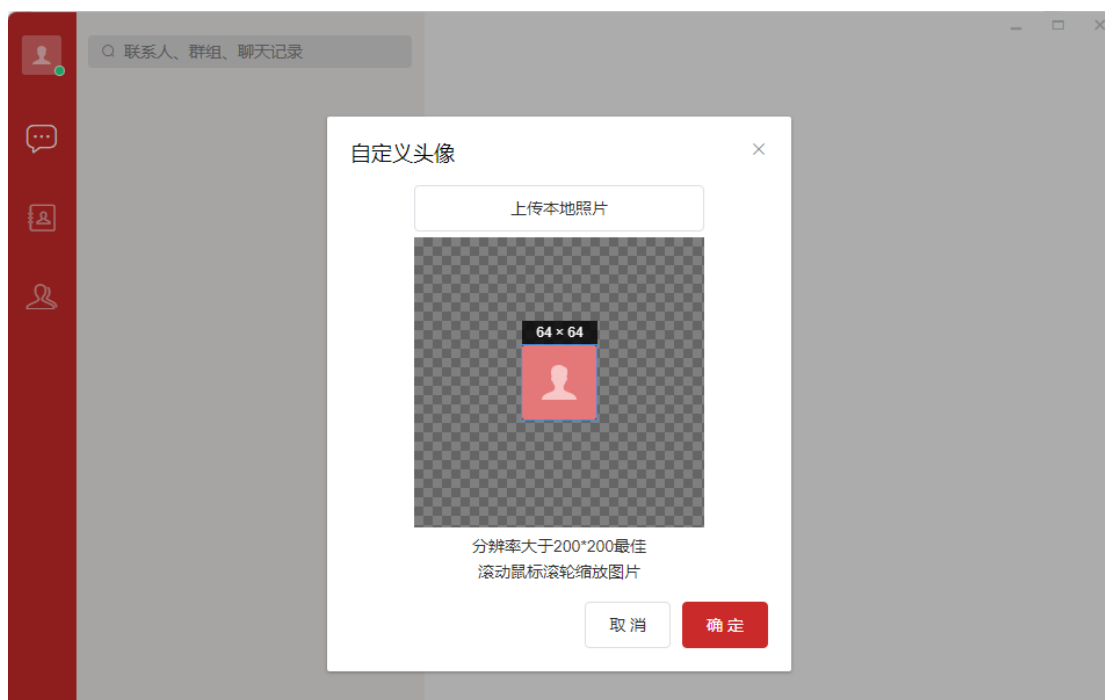 联系人、群组、聊天记录
自定义头像
上传本地照片
64 × 64
分辨率大于200*200最佳
滚动鼠标滚轮缩放图片
取消
确定